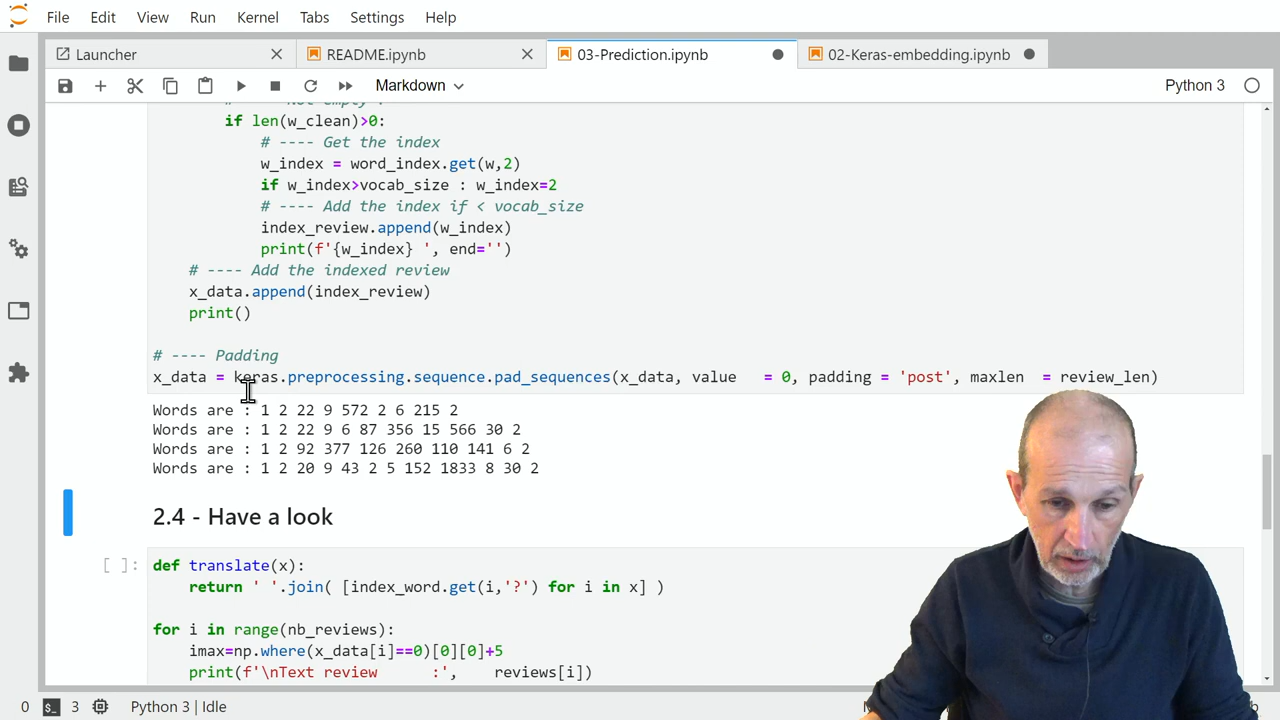 File Edit View Run Kernel Tabs Settings Help
Launcher README.ipynb 03-Prediction.ipynb 02-Keras-embedding.ipynb
Markdown Python 3
if len(w_clean)>0:
# ---- Get the index
w_index = word_index.get(w,2)
if w_index>vocab_size : w_index=2
# ---- Add the index if < vocab_size
index_review.append(w_index)
print(f'{w_index} ', end='')
# ---- Add the indexed review
x_data.append(index_review)
print()
# ---- Padding
x_data = keras.preprocessing.sequence.pad_sequences(x_data, value   = 0, padding = 'post', maxlen  = review_len)
Words are : 1 2 22 9 572 2 6 215 2
Words are : 1 2 22 9 6 87 356 15 566 30 2
Words are : 1 2 92 377 126 260 110 141 6 2
Words are : 1 2 20 9 43 2 5 152 1833 8 30 2
2.4 - Have a look
[ ]: def translate(x):
return ' '.join( [index_word.get(i,'?') for i in x] )
for i in range(nb_reviews):
imax=np.where(x_data[i]==0)[0][0]+5
print(f'\nText review      :',    reviews[i])
0 3 Python 3 | Idle